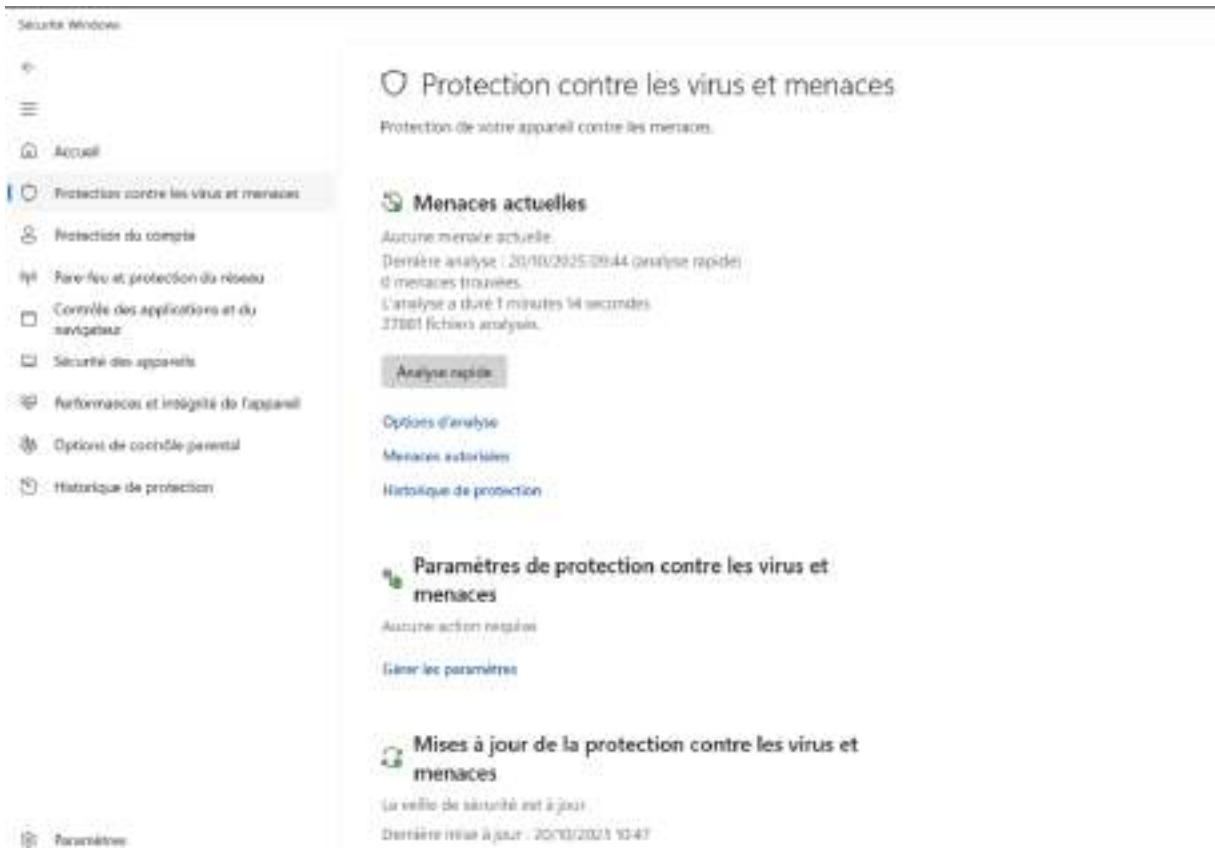 Sécurité Windows
Accueil
Protection contre les virus et menaces
Protection du compte
Pare-feu et protection du réseau
Contrôle des applications et du
navigateur
Sécurité des appareils
Performances et intégrité de l'appareil
Options de contrôle parental
Historique de protection
Paramètres
Protection contre les virus et menaces
Protection de votre appareil contre les menaces.
Menaces actuelles
Aucune menace actuelle.
Dernière analyse : 20/10/2025 09:44 (analyse rapide)
0 menaces trouvées.
L'analyse a duré 1 minutes 14 secondes
fichiers analysés.
Analyse rapide
Options d'analyse
Menaces autorisées
Historique de protection
Paramètres de protection contre les virus et
menaces
Aucune action requise.
Gérer les paramètres
Mises à jour de la protection contre les virus et
menaces
La veille de sécurité est à jour.
Dernière mise à jour : 20/10/2025 10:47